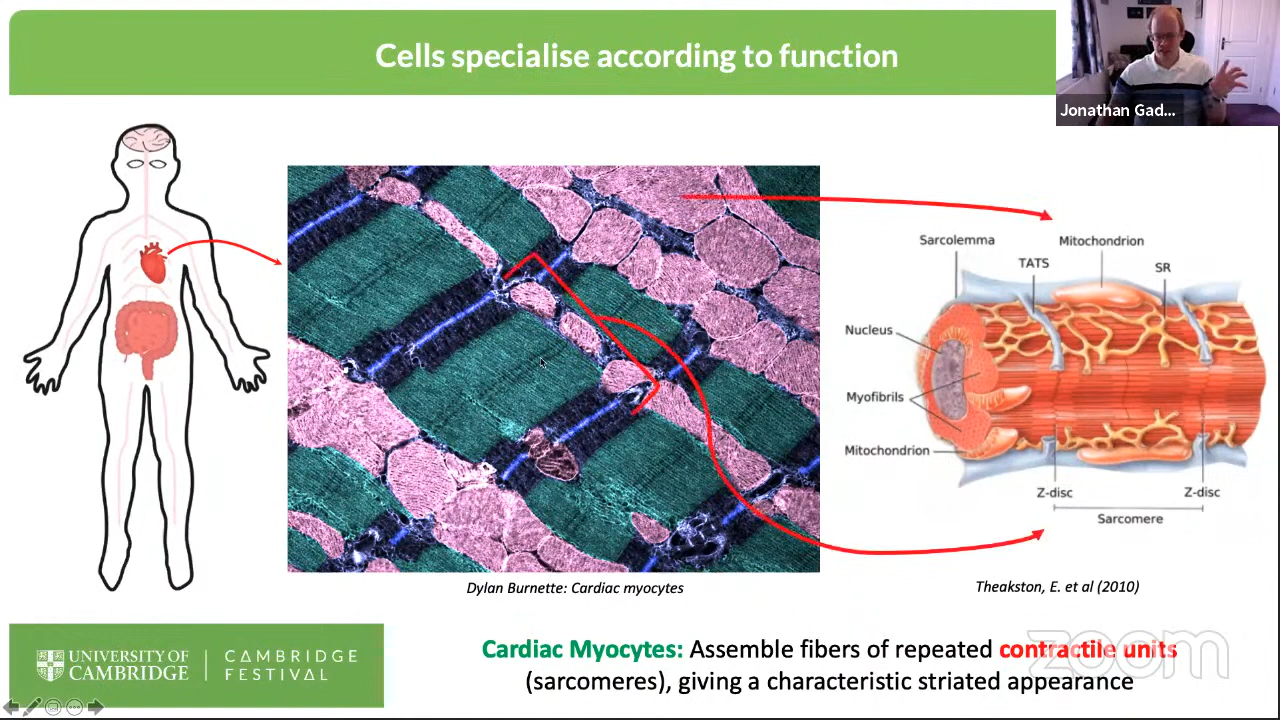 Cells specialise according to function
Jonathan Gad...
Sarcolemma
Mitochondrion
TATS
SR
Nucleus
Myofibrils
Mitochondrion
Z-disc
Z-disc
Sarcomere
Dylan Burnette: Cardiac myocytes
Theakston, E. et al (2010)
UNIVERSITY OF
CAMBRIDGE
CAMBRIDGE
FESTIVAL
Cardiac Myocytes: Assemble fibers of repeated contractile units
(sarcomeres), giving a characteristic striated appearance
zoom